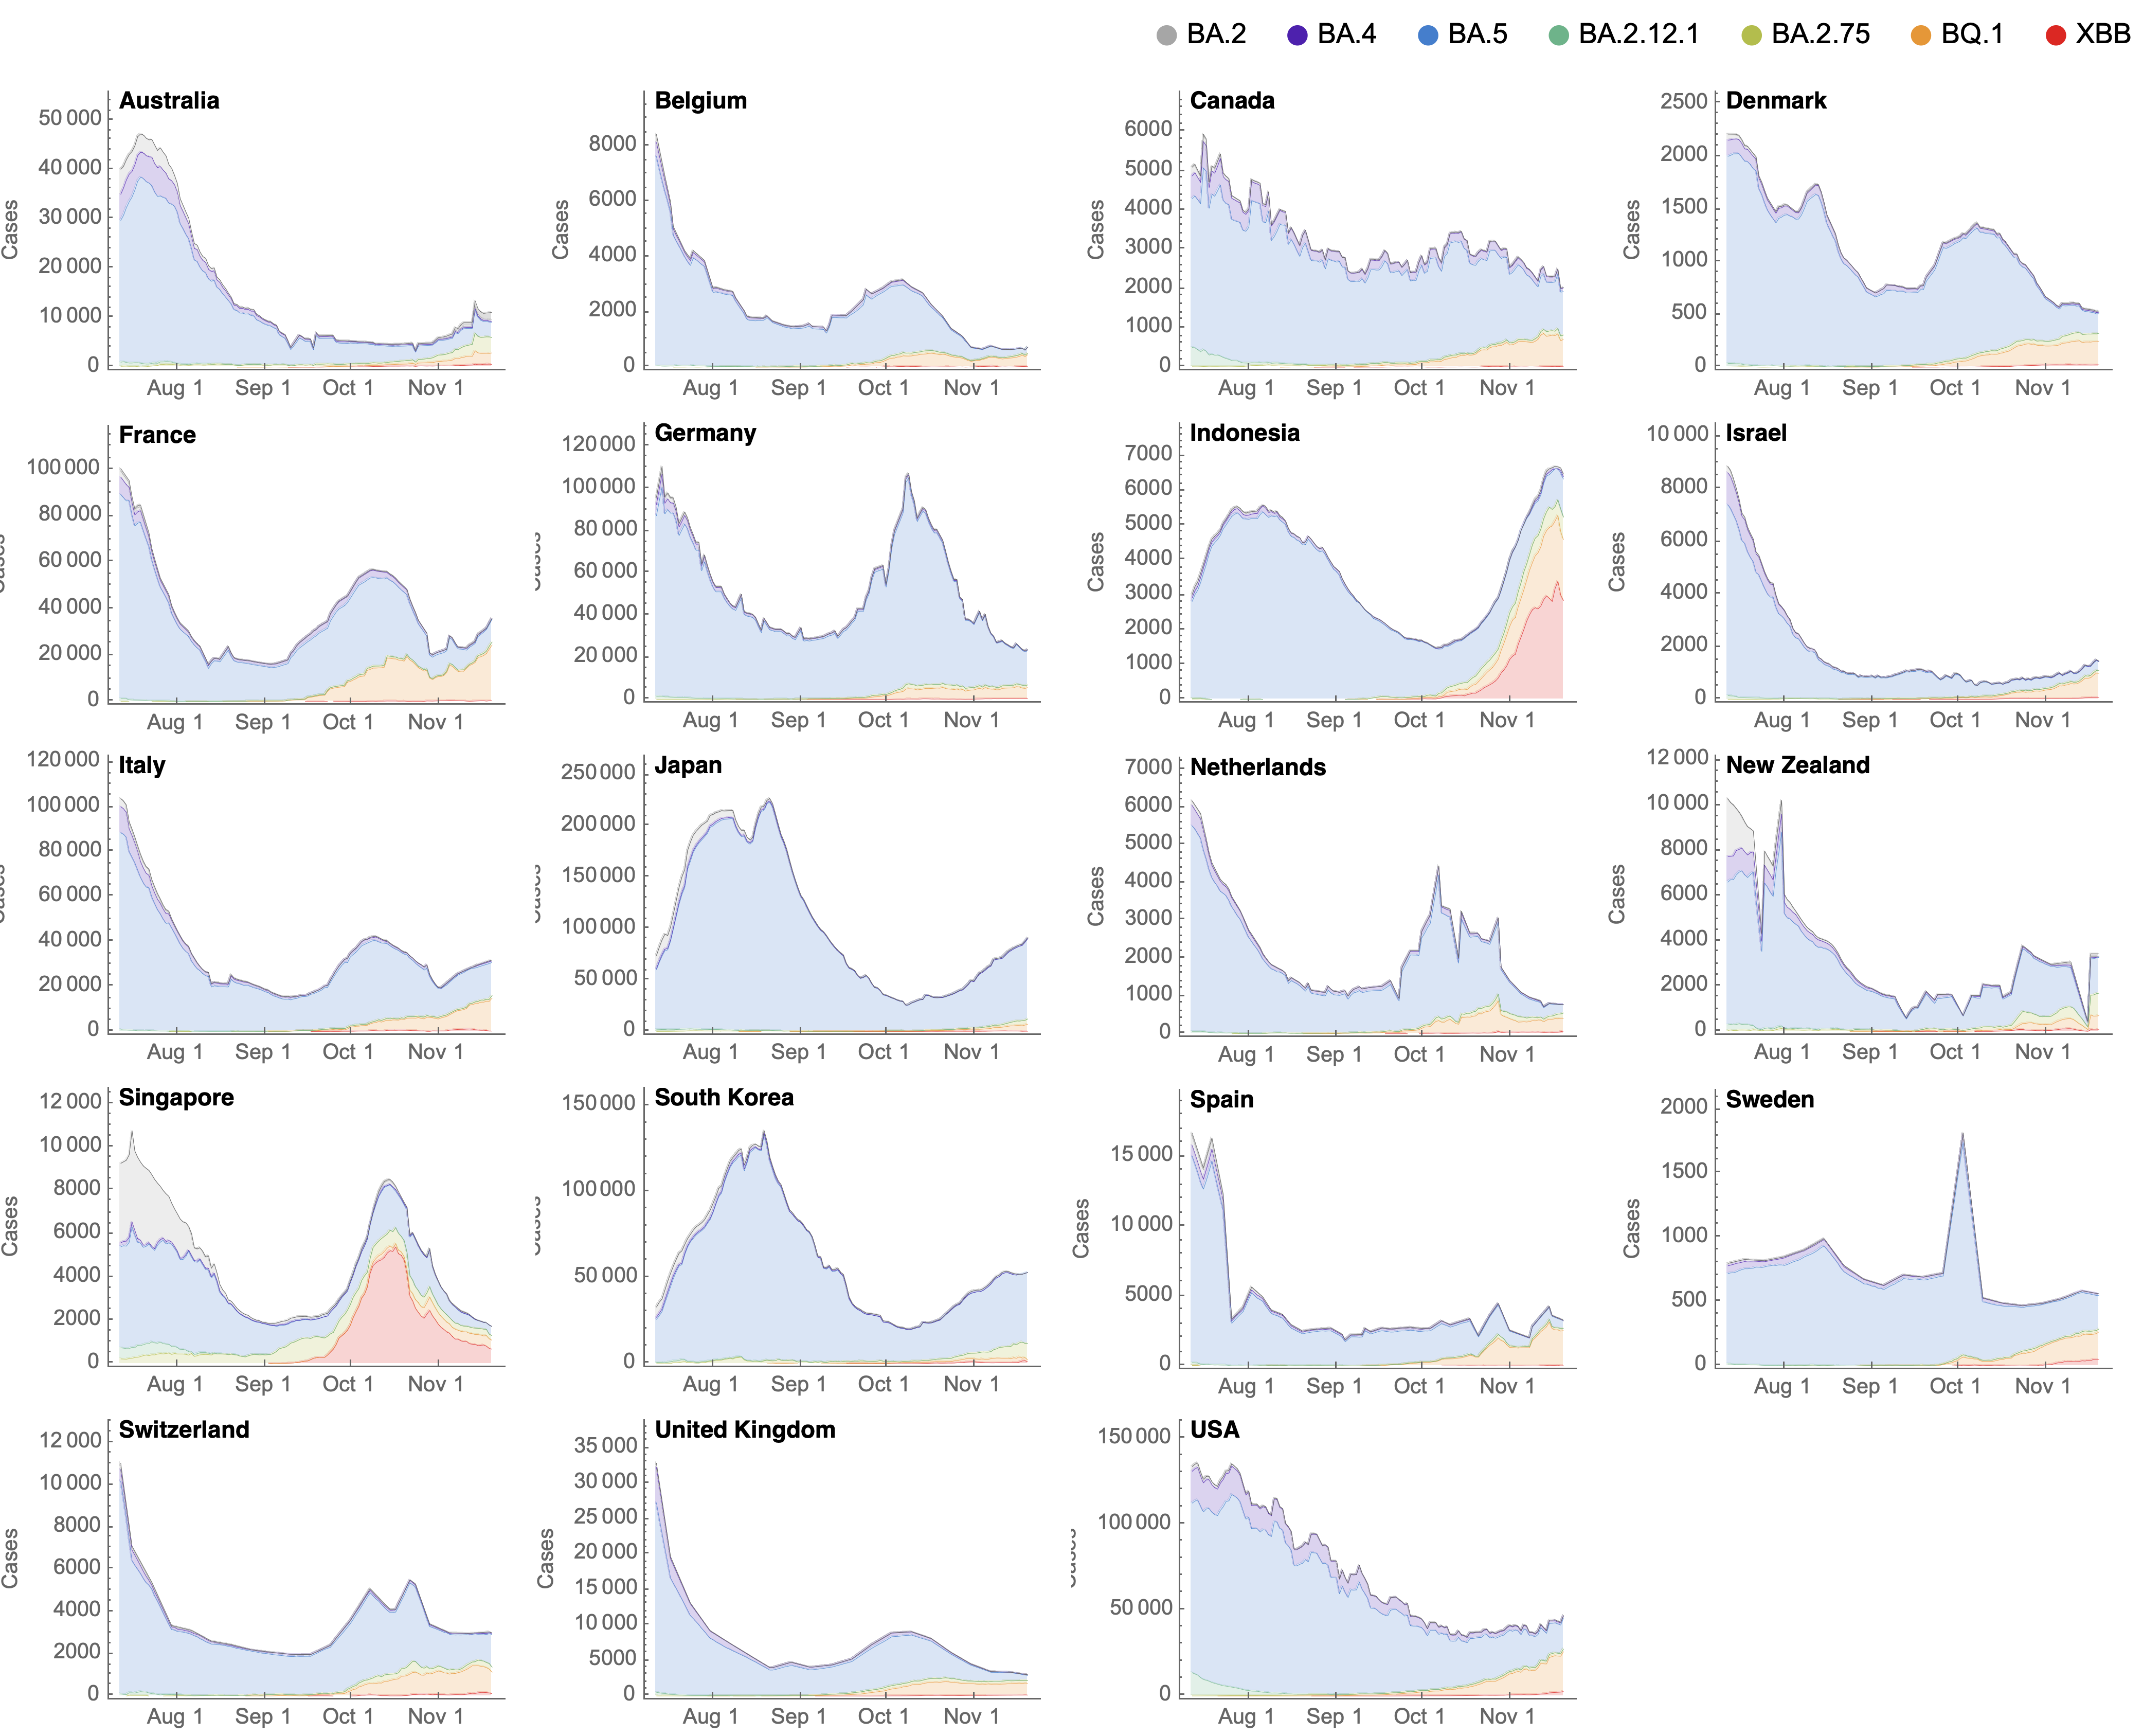 BA.2 BA.4 BA.5 BA.2.12.1 BA.2.75 BQ.1 XBB
Australia
Cases
50 000
40 000
30 000
20 000
10 000
0
Aug 1 Sep 1 Oct 1 Nov 1
Belgium
Cases
8000
6000
4000
2000
0
Aug 1 Sep 1 Oct 1 Nov 1
Canada
Cases
6000
5000
4000
3000
2000
1000
0
Aug 1 Sep 1 Oct 1 Nov 1
Denmark
Cases
2500
2000
1500
1000
500
0
Aug 1 Sep 1 Oct 1 Nov 1
France
Cases
100 000
80 000
60 000
40 000
20 000
0
Aug 1 Sep 1 Oct 1 Nov 1
Germany
Cases
120 000
100 000
80 000
60 000
40 000
20 000
0
Aug 1 Sep 1 Oct 1 Nov 1
Indonesia
Cases
7000
6000
5000
4000
3000
2000
1000
0
Aug 1 Sep 1 Oct 1 Nov 1
Israel
Cases
10 000
8000
6000
4000
2000
0
Aug 1 Sep 1 Oct 1 Nov 1
Italy
Cases
120 000
100 000
80 000
60 000
40 000
20 000
0
Aug 1 Sep 1 Oct 1 Nov 1
Japan
Cases
250 000
200 000
150 000
100 000
50 000
0
Aug 1 Sep 1 Oct 1 Nov 1
Netherlands
Cases
7000
6000
5000
4000
3000
2000
1000
0
Aug 1 Sep 1 Oct 1 Nov 1
New Zealand
Cases
12 000
10 000
8000
6000
4000
2000
0
Aug 1 Sep 1 Oct 1 Nov 1
Singapore
Cases
12 000
10 000
8000
6000
4000
2000
0
Aug 1 Sep 1 Oct 1 Nov 1
South Korea
Cases
150 000
100 000
50 000
0
Aug 1 Sep 1 Oct 1 Nov 1
Spain
Cases
15 000
10 000
5000
0
Aug 1 Sep 1 Oct 1 Nov 1
Sweden
Cases
2000
1500
1000
500
0
Aug 1 Sep 1 Oct 1 Nov 1
Switzerland
Cases
12 000
10 000
8000
6000
4000
2000
0
Aug 1 Sep 1 Oct 1 Nov 1
United Kingdom
Cases
35 000
30 000
25 000
20 000
15 000
10 000
5000
0
Aug 1 Sep 1 Oct 1 Nov 1
USA
Cases
150 000
100 000
50 000
0
Aug 1 Sep 1 Oct 1 Nov 1